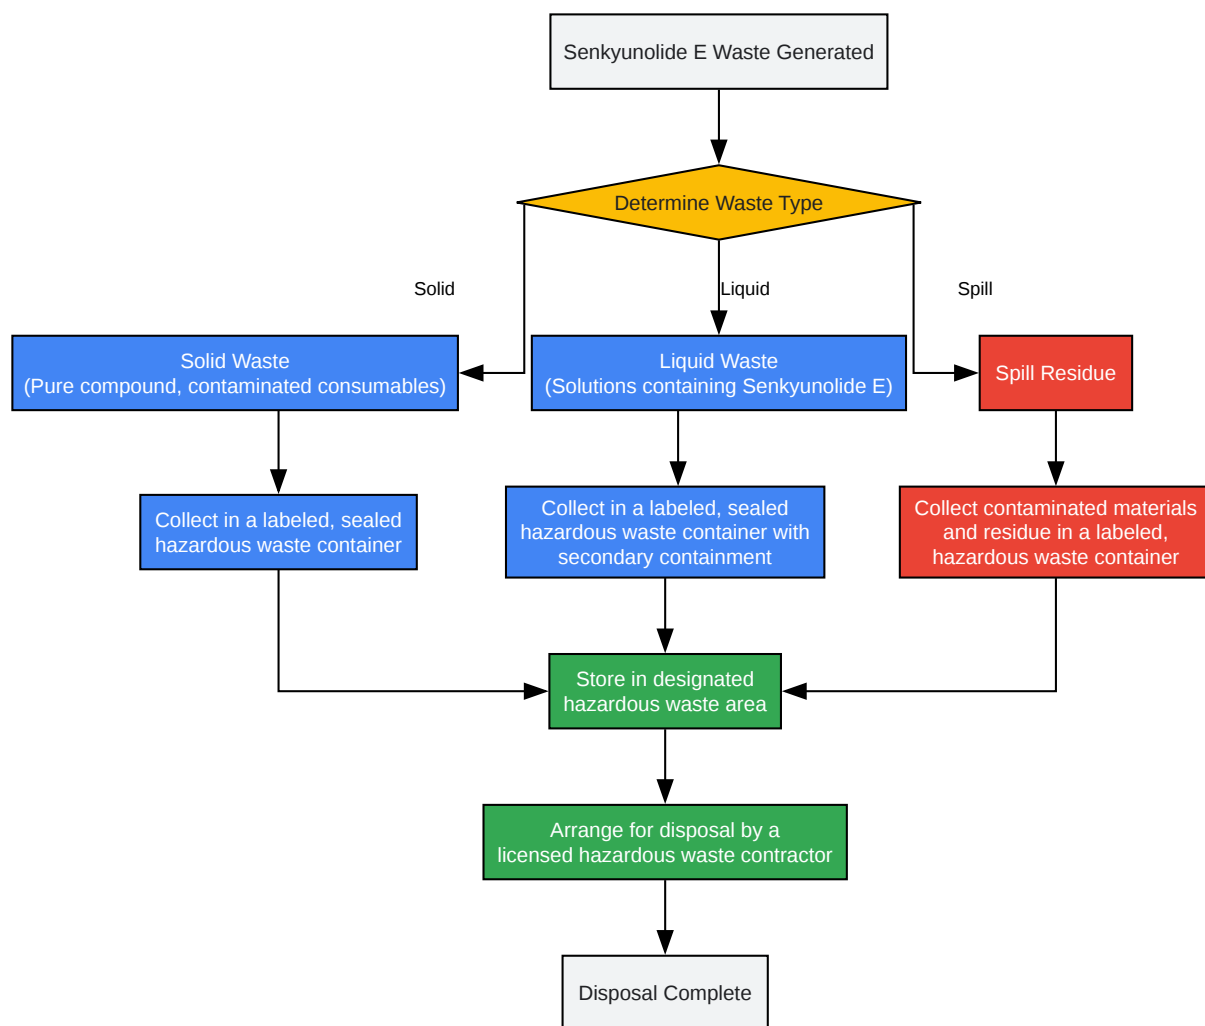 Senkyunolide E Waste Generated
Determine Waste Type
Solid
Liquid
Spill
Solid Waste
(Pure compound, contaminated consumables)
Liquid Waste
(Solutions containing Senkyunolide E)
Spill Residue
Collect in a labeled, sealed
hazardous waste container
Collect in a labeled, sealed
hazardous waste container with
secondary containment
Collect contaminated materials
and residue in a labeled,
hazardous waste container
Store in designated
hazardous waste area
Arrange for disposal by a
licensed hazardous waste contractor
Disposal Complete